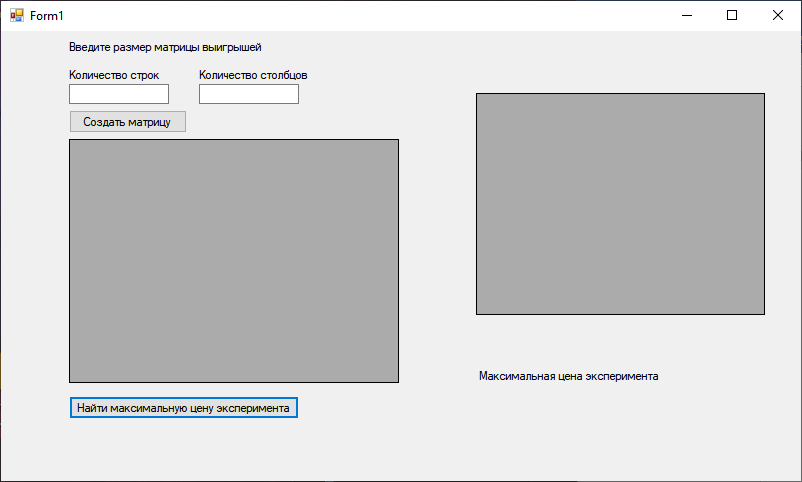 Form1
Введите размер матрицы выигрышей
Количество строк
Количество столбцов
Создать матрицу
Найти максимальную цену эксперимента
Максимальная цена эксперимента